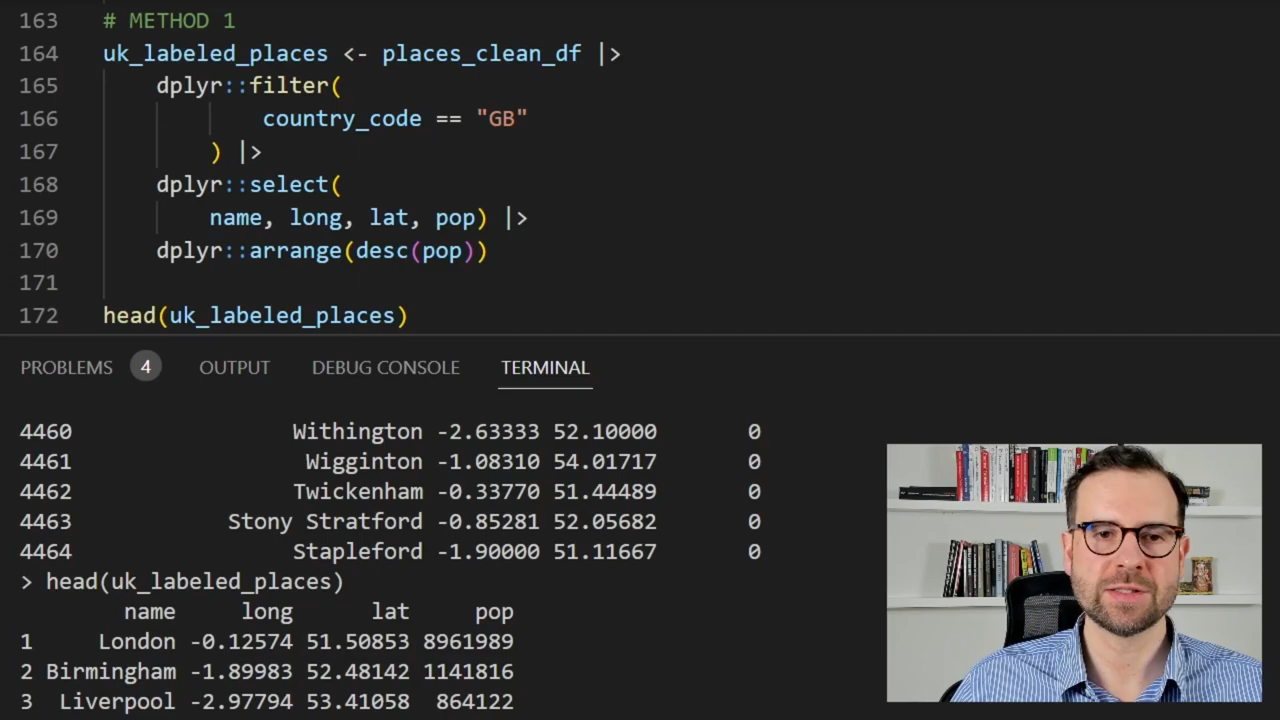 163 # METHOD 1
164 uk_labeled_places <- places_clean_df |>
165 dplyr::filter(
166 country_code == "GB"
167 ) |>
168 dplyr::select(
169 name, long, lat, pop) |>
170 dplyr::arrange(desc(pop))
171
172 head(uk_labeled_places)
PROBLEMS 4 OUTPUT DEBUG CONSOLE TERMINAL
4460 Withington -2.63333 52.10000 0
4461 Wigginton -1.08310 54.01717 0
4462 Twickenham -0.33770 51.44489 0
4463 Stony Stratford -0.85281 52.05682 0
4464 Stapleford -1.90000 51.11667 0
> head(uk_labeled_places)
name long lat pop
1 London -0.12574 51.50853 8961989
2 Birmingham -1.89983 52.48142 1141816
3 Liverpool -2.97794 53.41058 864122